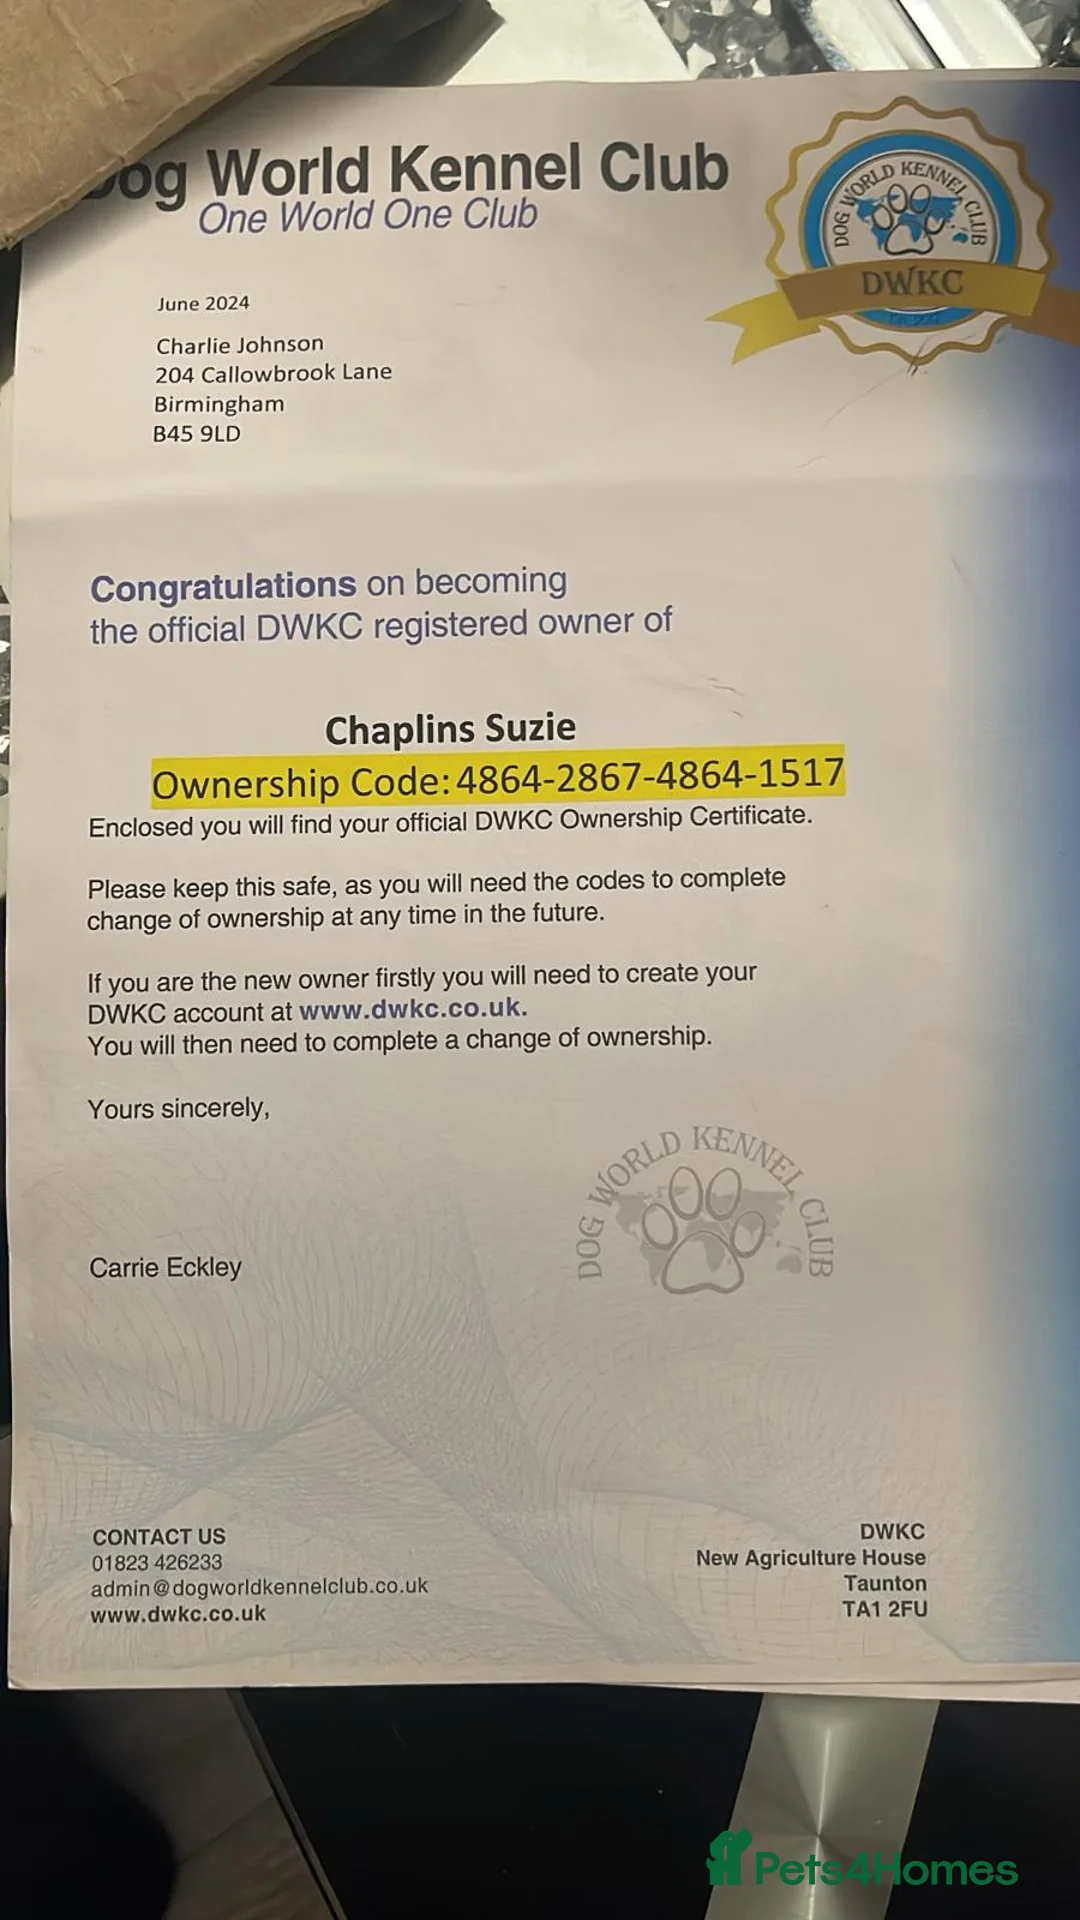 Dog World Kennel Club
One World One Club
DOG WORLD KENNEL CLUB
DWKC
June 2024
Charlie Johnson
204 Callowbrook Lane
Birmingham
B45 9LD
Congratulations on becoming
the official DWKC registered owner of
Chaplins Suzie
Ownership Code: 4864-2867-4864-1517
Enclosed you will find your official DWKC Ownership Certificate.
Please keep this safe, as you will need the codes to complete
change of ownership at any time in the future.
If you are the new owner firstly you will need to create your
DWKC account at www.dwkc.co.uk.
You will then need to complete a change of ownership.
Yours sincerely,
DOG WORLD KENNEL CLUB
Carrie Eckley
CONTACT US
01823 426233
admin@dogworldkennelclub.co.uk
www.dwkc.co.uk
DWKC
New Agriculture House
Taunton
TA1 2FU
Pets4Homes